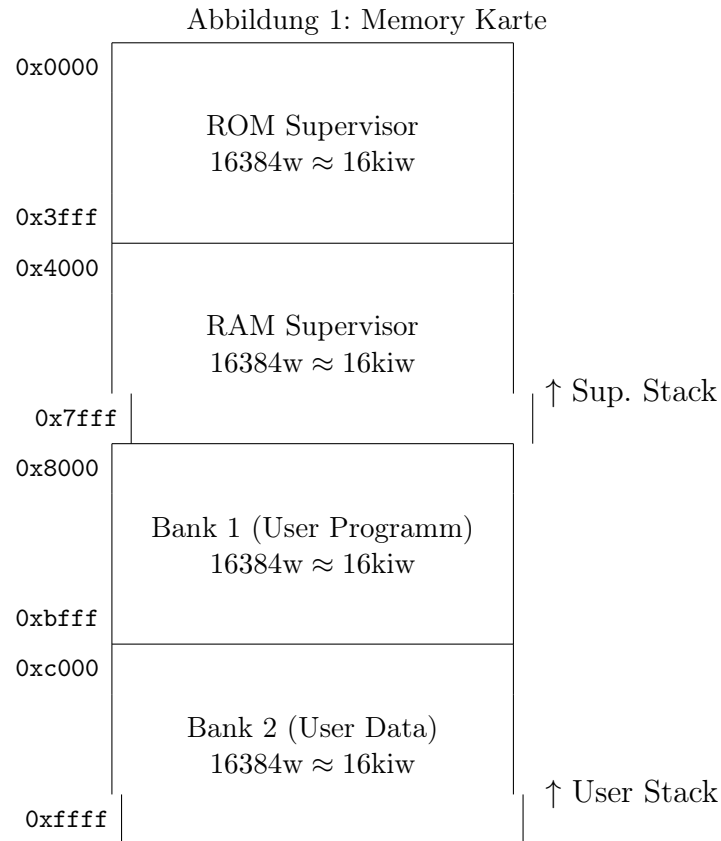 Abbildung 1: Memory Karte
0x0000
ROM Supervisor
16384w ≈ 16kiw
0x3fff
0x4000
RAM Supervisor
16384w ≈ 16kiw
↑ Sup. Stack
0x7fff
0x8000
Bank 1 (User Programm)
16384w ≈ 16kiw
0xbfff
0xc000
Bank 2 (User Data)
16384w ≈ 16kiw
↑ User Stack
0xffff